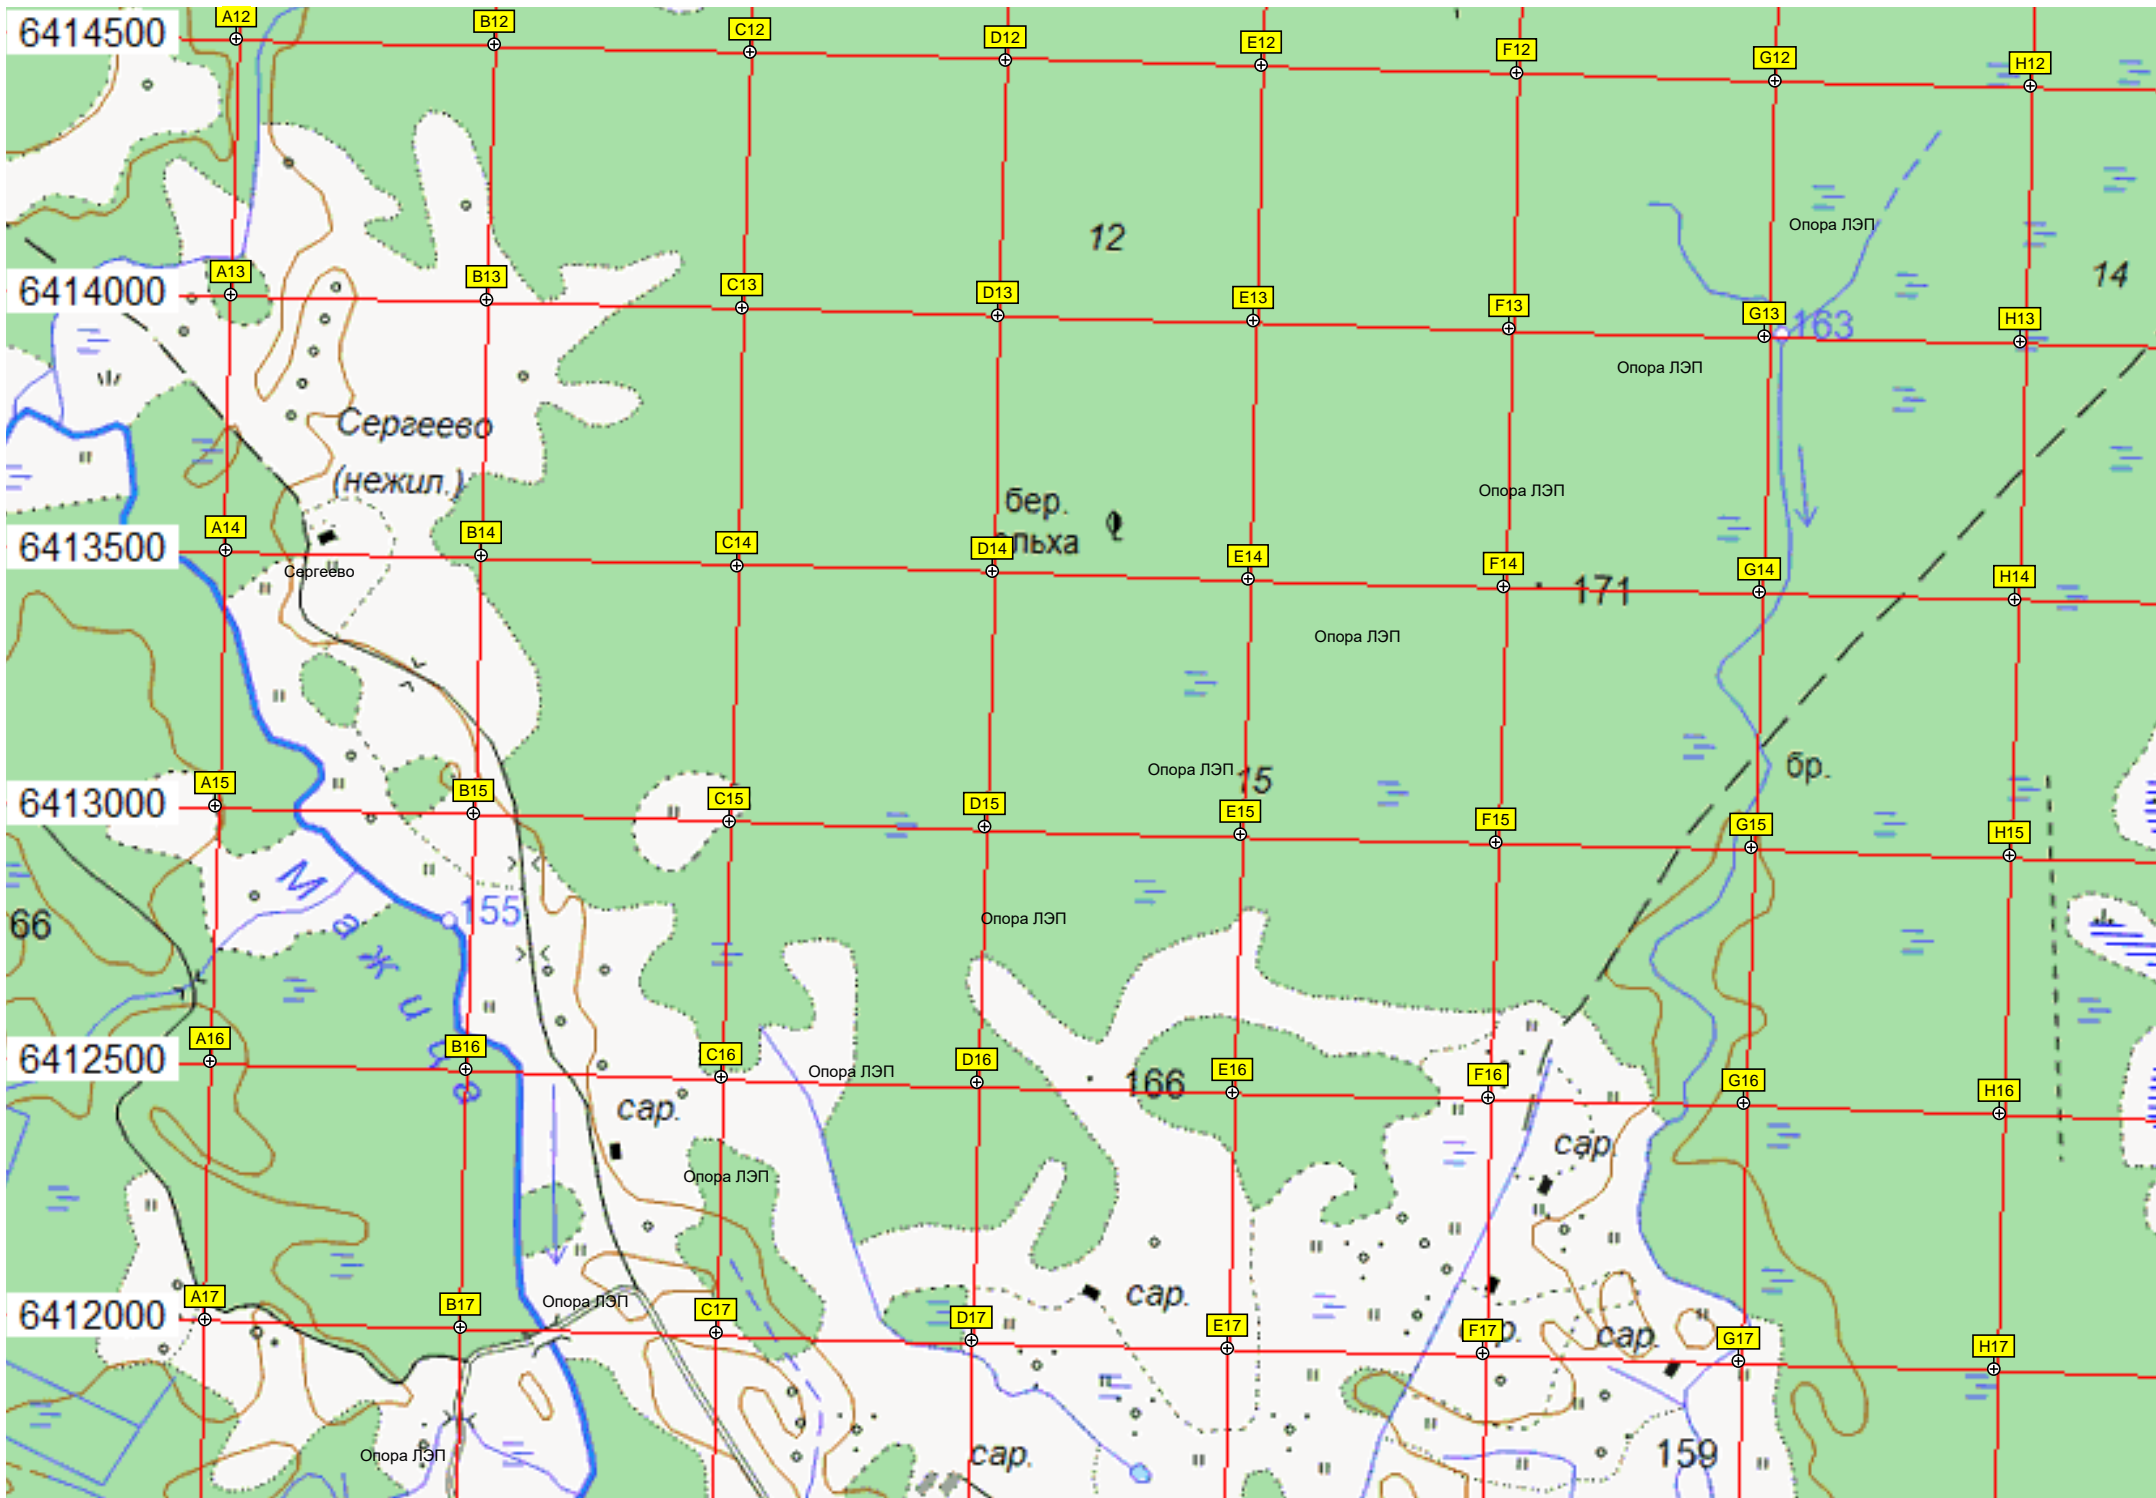 A12
B12
C12
D12
E12
F12
G12
H12
6414500
12
Опора ЛЭП
14
A13
B13
C13
D13
E13
F13
G13
163
H13
6414000
Опора ЛЭП
Сергеево
(нежил.)
бер.
Опора ЛЭП
A14
B14
C14
D14
льха
E14
F14
171
G14
H14
6413500
Сергеево
Опора ЛЭП
Опора ЛЭП
15
бр.
A15
B15
C15
D15
E15
F15
G15
H15
6413000
66
155
Опора ЛЭП
A16
B16
C16
D16
E16
F16
G16
H16
6412500
Опора ЛЭП
166
сар.
сар.
Опора ЛЭП
сар.
A17
B17
Опора ЛЭП
C17
D17
E17
F17
р.
сар.
G17
H17
6412000
Опора ЛЭП
сар.
159